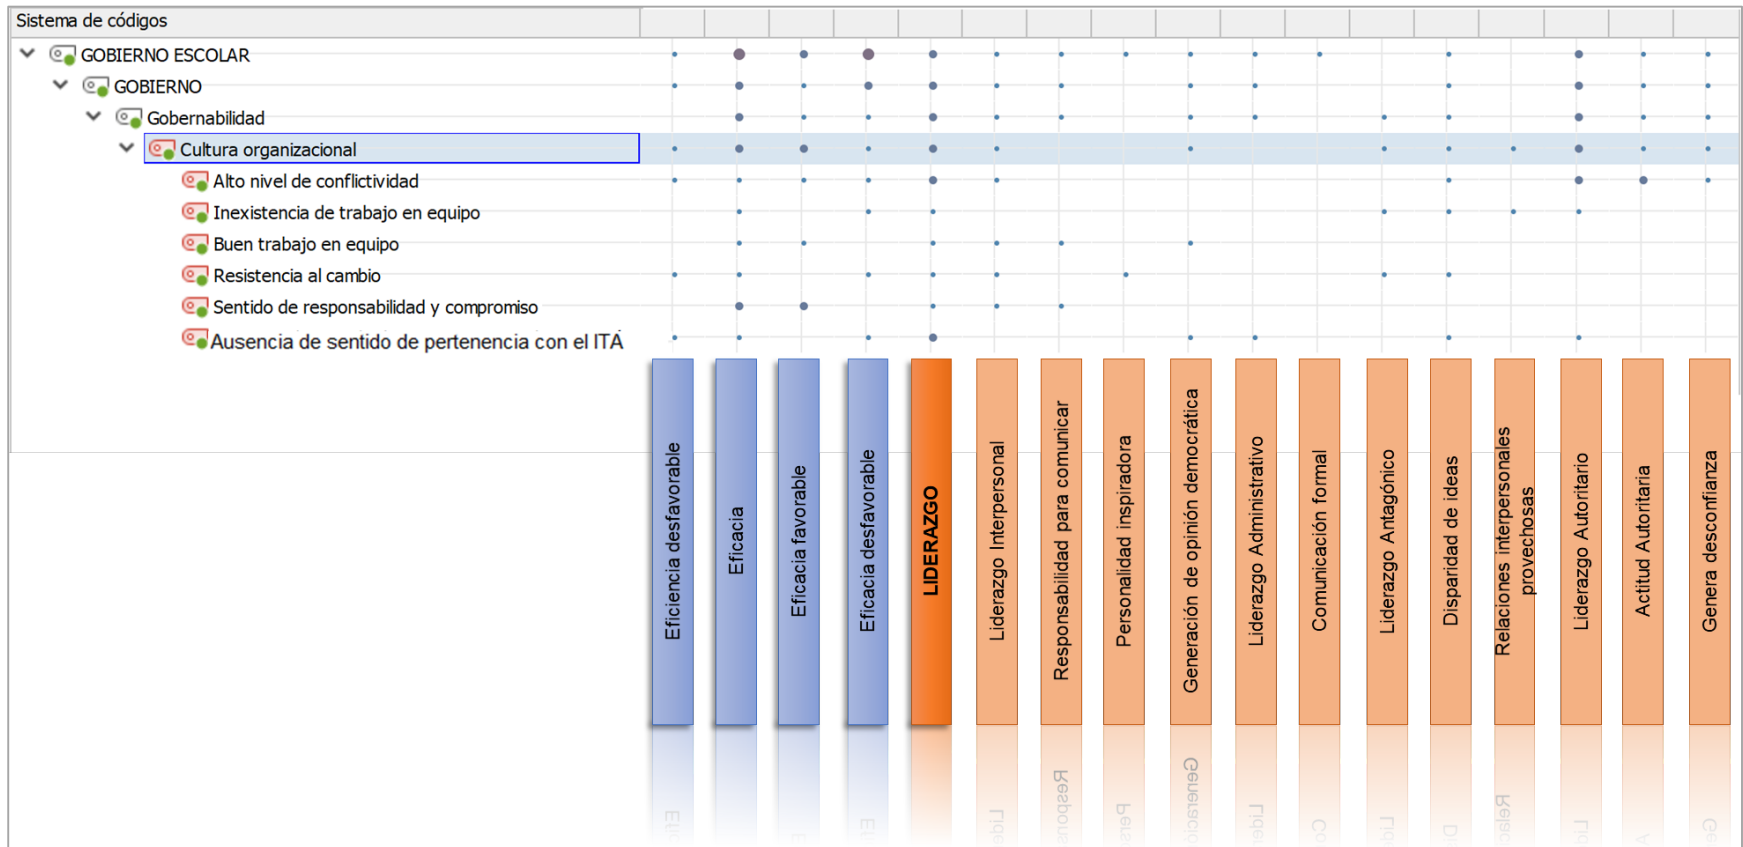 Sistema de códigos
GOBIERNO ESCOLAR
GOBIERNO
Gobernabilidad
Cultura organizacional
Alto nivel de conflictividad
Inexistencia de trabajo en equipo
Buen trabajo en equipo
Resistencia al cambio
Sentido de responsabilidad y compromiso
Ausencia de sentido de pertenencia con el ITA
Eficiencia desfavorable
Eficacia
Eficacia favorable
Eficacia desfavorable
LIDERAZGO
Liderazgo Interpersonal
Responsabilidad para comunicar
Personalidad inspiradora
Generación de opinión democrática
Liderazgo Administrativo
Comunicación formal
Liderazgo Antagónico
Disparidad de ideas
Relaciones interpersonales
provechosas
Liderazgo Autoritario
Actitud Autoritaria
Genera desconfianza